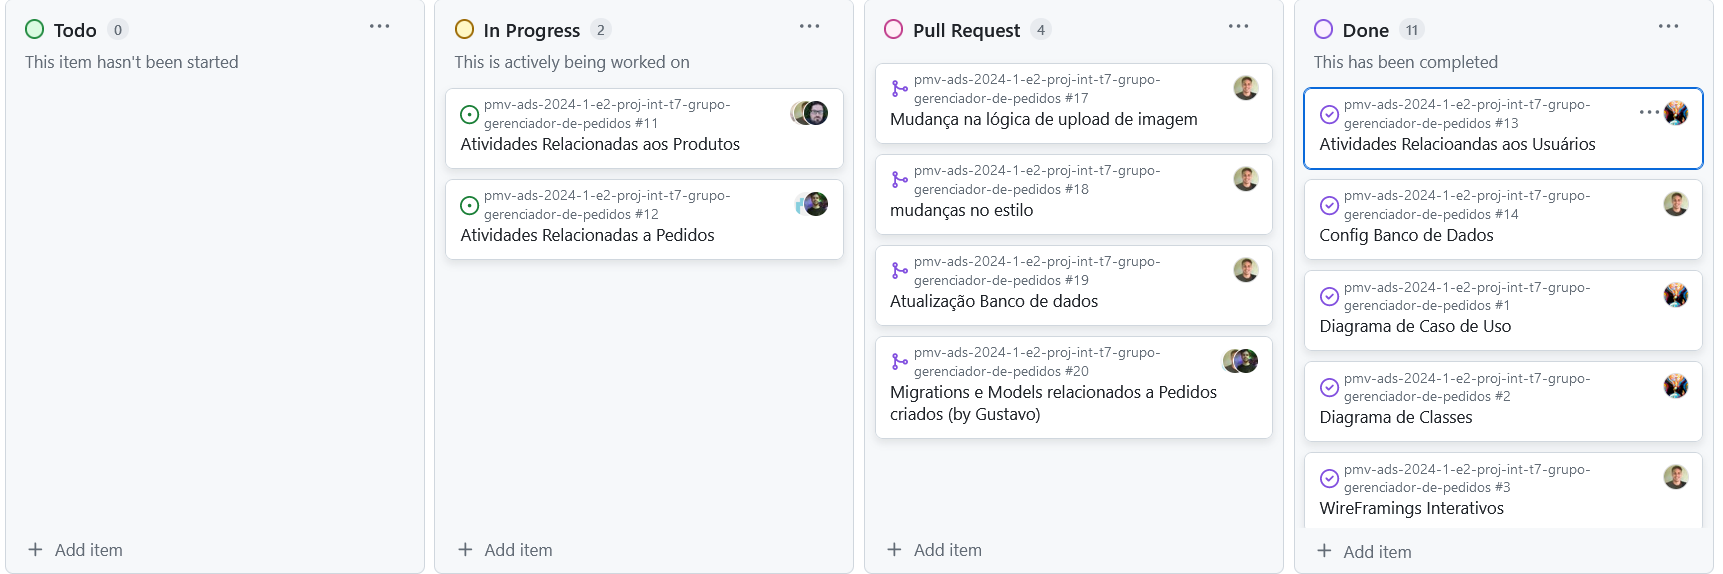 Todo 0
This item hasn't been started
Add item
In Progress 2
This is actively being worked on
pmv-ads-2024-1-e2-proj-int-t7-grupo-
gerenciador-de-pedidos #11
Atividades Relacionadas aos Produtos
pmv-ads-2024-1-e2-proj-int-t7-grupo-
gerenciador-de-pedidos #12
Atividades Relacionadas a Pedidos
Add item
Pull Request 4
pmv-ads-2024-1-e2-proj-int-t7-grupo-
gerenciador-de-pedidos #17
Mudança na lógica de upload de imagem
pmv-ads-2024-1-e2-proj-int-t7-grupo-
gerenciador-de-pedidos #18
mudanças no estilo
pmv-ads-2024-1-e2-proj-int-t7-grupo-
gerenciador-de-pedidos #19
Atualização Banco de dados
pmv-ads-2024-1-e2-proj-int-t7-grupo-
gerenciador-de-pedidos #20
Migrations e Models relacionados a Pedidos
criados (by Gustavo)
Add item
Done 11
This has been completed
pmv-ads-2024-1-e2-proj-int-t7-grupo-
gerenciador-de-pedidos #13
Atividades Relacioandas aos Usuários
pmv-ads-2024-1-e2-proj-int-t7-grupo-
gerenciador-de-pedidos #14
Config Banco de Dados
pmv-ads-2024-1-e2-proj-int-t7-grupo-
gerenciador-de-pedidos #1
Diagrama de Caso de Uso
pmv-ads-2024-1-e2-proj-int-t7-grupo-
gerenciador-de-pedidos #2
Diagrama de Classes
pmv-ads-2024-1-e2-proj-int-t7-grupo-
gerenciador-de-pedidos #3
WireFramings Interativos
Add item